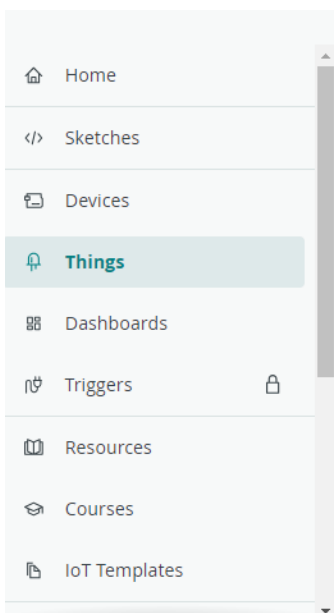 Home
</> Sketches
Devices
Things
Dashboards
Triggers
Resources
Courses
IoT Templates